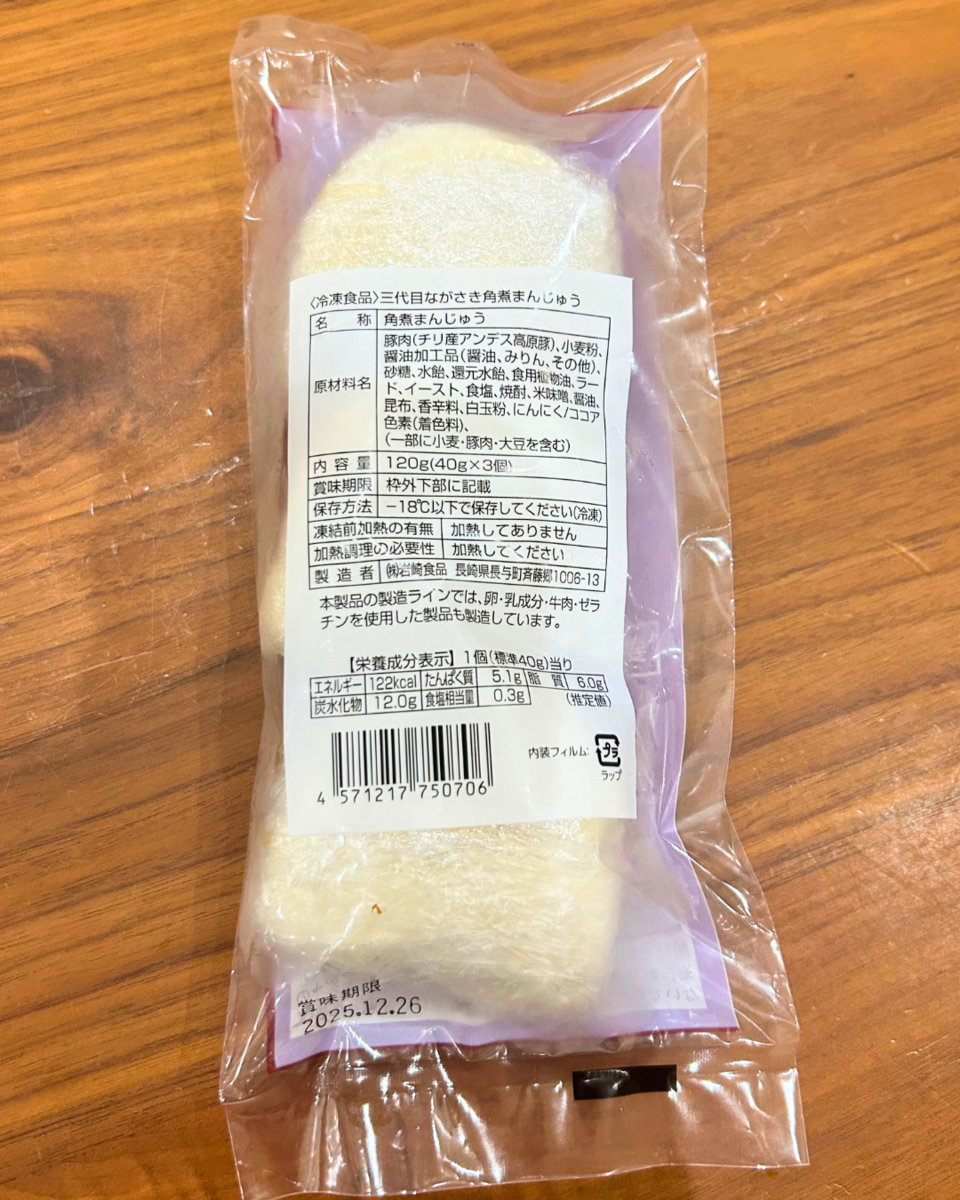 〈冷凍食品〉三代目ながさき角煮まんじゅう
名　称 角煮まんじゅう
原材料名 豚肉(チリ産アンデス高原豚)、小麦粉、
醤油加工品(醤油、みりん、その他)、
砂糖、水飴、還元水飴、食用植物油、ラー
ド、イースト、食塩、焼酎、米味噌、醤油、
昆布、香辛料、白玉粉、にんにく/ココア
色素(着色料)、
(一部に小麦・豚肉・大豆を含む)
内容量 120g(40g×3個)
賞味期限 枠外下部に記載
保存方法 −18℃以下で保存してください(冷凍)
凍結前加熱の有無 加熱してありません
加熱調理の必要性 加熱してください
製造者 ㈱岩崎食品 長崎県長与町斉藤郷1006-13
本製品の製造ラインでは、卵・乳成分・牛肉・ゼラ
チンを使用した製品も製造しています。
【栄養成分表示】1個(標準40g)当り
エネルギー 122kcal たんぱく質 5.1g 脂質 6.0g
炭水化物 12.0g 食塩相当量 0.3g (推定値)
内装フィルム: プラ
ラップ
4 571217 750706
賞味期限
2025.12.26